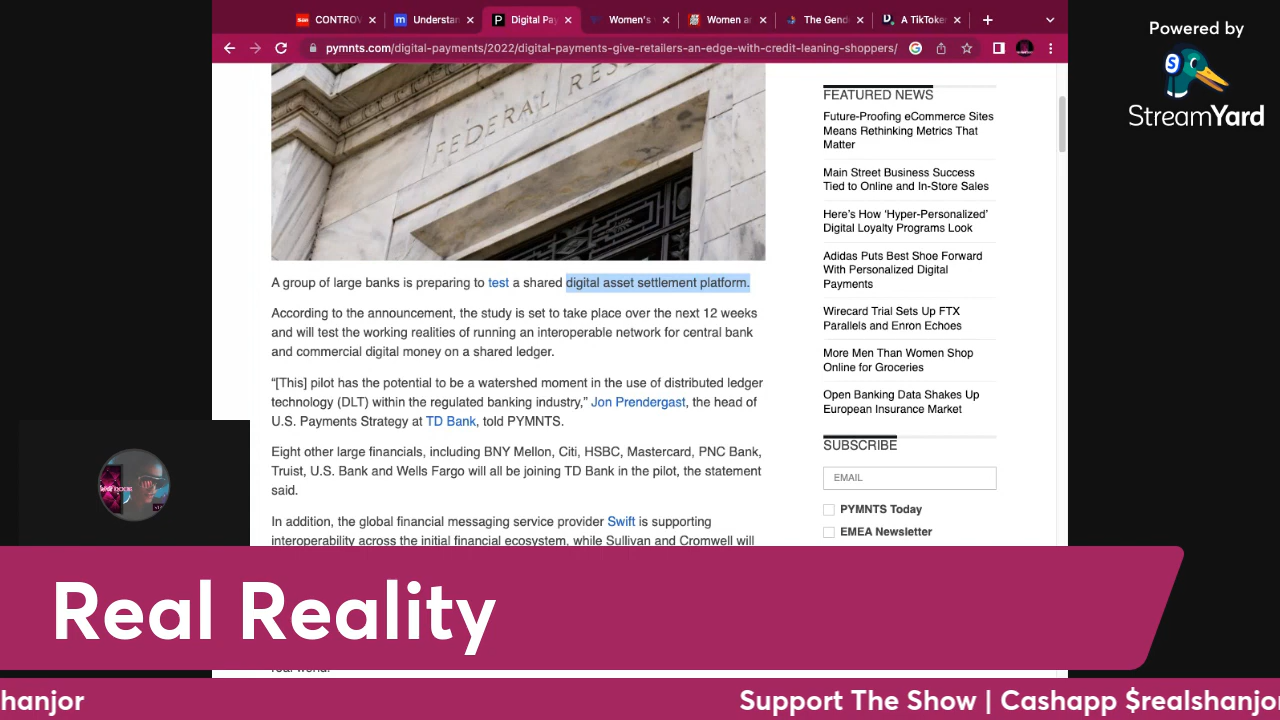 CONTROV
Understan
Digital Pay
Women's
Women ar
The Gend
A TikToke
pymnts.com/digital-payments/2022/digital-payments-give-retailers-an-edge-with-credit-leaning-shoppers/
Powered by
StreamYard
FEDERAL RES
A group of large banks is preparing to test a shared digital asset settlement platform.
According to the announcement, the study is set to take place over the next 12 weeks
and will test the working realities of running an interoperable network for central bank
and commercial digital money on a shared ledger.
“[This] pilot has the potential to be a watershed moment in the use of distributed ledger
technology (DLT) within the regulated banking industry,” Jon Prendergast, the head of
U.S. Payments Strategy at TD Bank, told PYMNTS.
Eight other large financials, including BNY Mellon, Citi, HSBC, Mastercard, PNC Bank,
Truist, U.S. Bank and Wells Fargo will all be joining TD Bank in the pilot, the statement
said.
In addition, the global financial messaging service provider Swift is supporting
interoperability across the initial financial ecosystem, while Sullivan and Cromwell will
FEATURED NEWS
Future-Proofing eCommerce Sites
Means Rethinking Metrics That
Matter
Main Street Business Success
Tied to Online and In-Store Sales
Here’s How ‘Hyper-Personalized’
Digital Loyalty Programs Look
Adidas Puts Best Shoe Forward
With Personalized Digital
Payments
Wirecard Trial Sets Up FTX
Parallels and Enron Echoes
More Men Than Women Shop
Online for Groceries
Open Banking Data Shakes Up
European Insurance Market
SUBSCRIBE
EMAIL
PYMNTS Today
EMEA Newsletter
Real Reality
real world.
hanjor
Support The Show | Cashapp $realshanjor